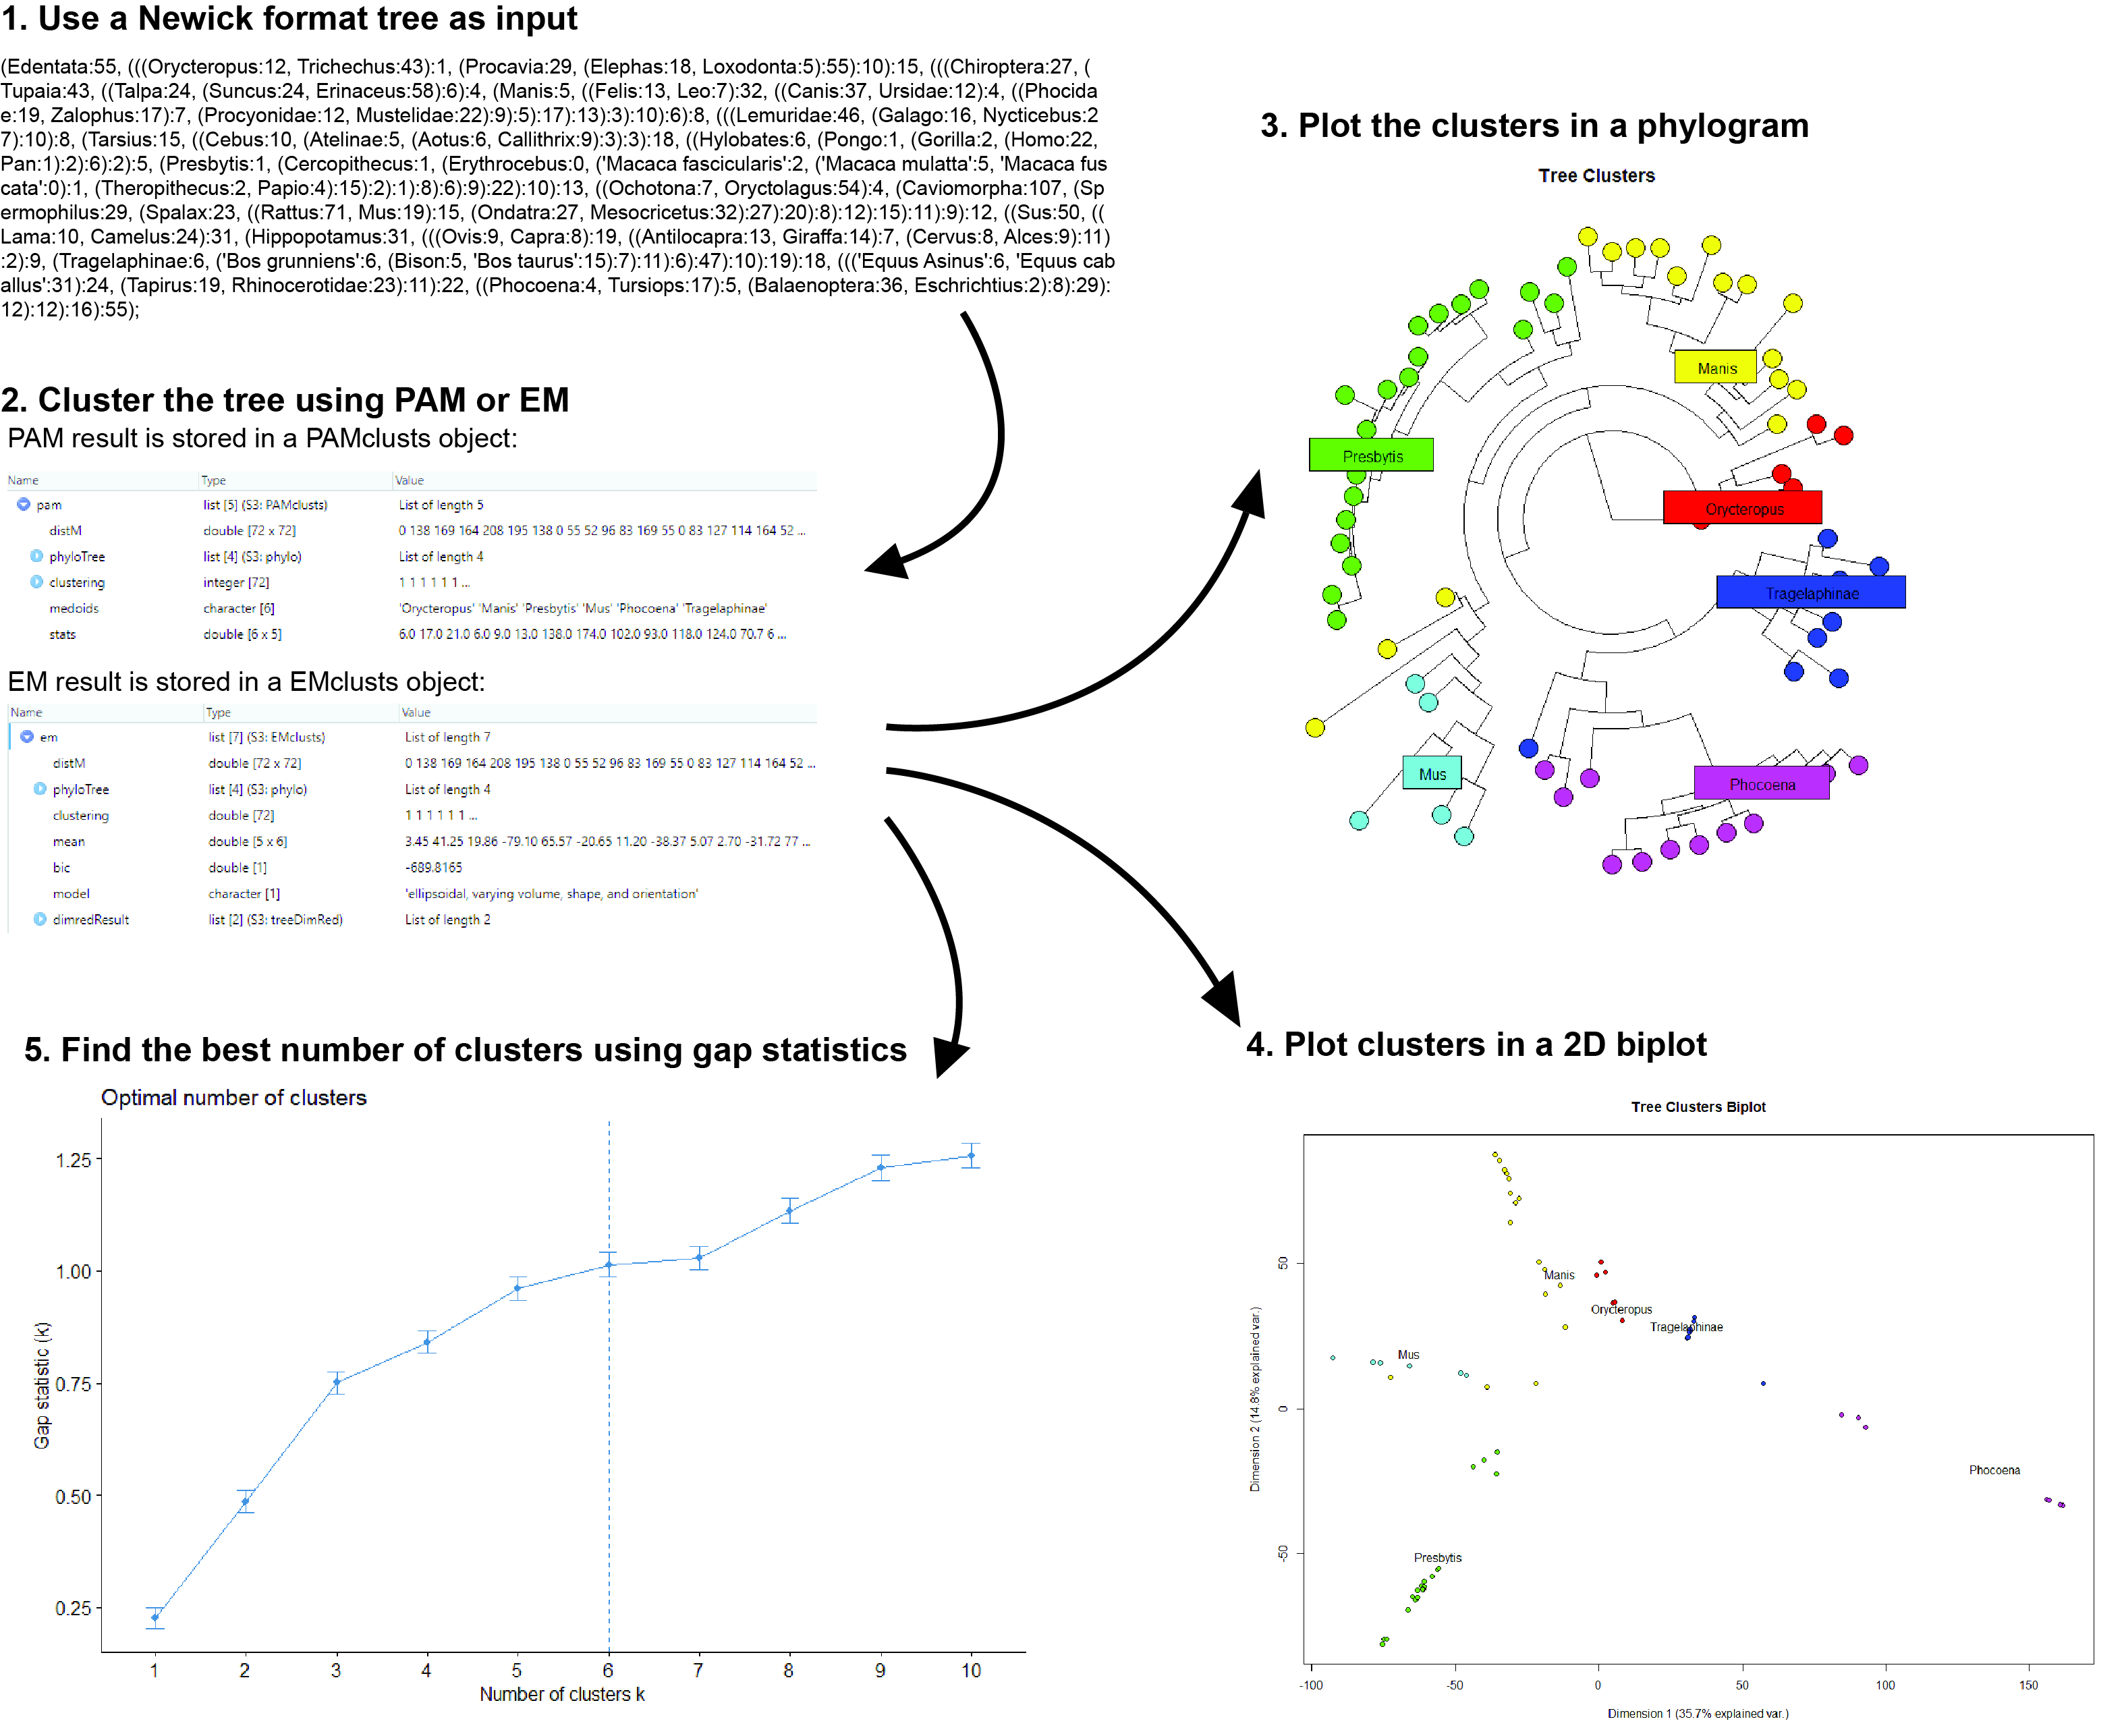 1. Use a Newick format tree as input
(Edentata:55, (((Orycteropus:12, Trichechus:43):1, (Procavia:29, (Elephas:18, Loxodonta:5):55):10):15, (((Chiroptera:27, (
Tupaia:43, ((Talpa:24, (Suncus:24, Erinaceus:58):6):4, (Manis:5, ((Felis:13, Leo:7):32, ((Canis:37, Ursidae:12):4, ((Phocida
e:19, Zalophus:17):7, (Procyonidae:12, Mustelidae:22):9):5):17):13):3):10):6):8, (((Lemuridae:46, (Galago:16, Nycticebus:2
7):10):8, (Tarsius:15, ((Cebus:10, (Atelinae:5, (Aotus:6, Callithrix:9):3):3):18, ((Hylobates:6, (Pongo:1, (Gorilla:2, (Homo:22,
Pan:1):2):6):2):5, (Presbytis:1, (Cercopithecus:1, (Erythrocebus:0, ('Macaca fascicularis':2, ('Macaca mulatta':5, 'Macaca fus
cata':0):1, (Theropithecus:2, Papio:4):15):2):1):8):6):9):22):10):13, ((Ochotona:7, Oryctolagus:54):4, (Caviomorpha:107, (Sp
ermophilus:29, (Spalax:23, ((Rattus:71, Mus:19):15, (Ondatra:27, Mesocricetus:32):27):20):8):12):15):11):9):12, ((Sus:50, ((
Lama:10, Camelus:24):31, (Hippopotamus:31, (((Ovis:9, Capra:8):19, ((Antilocapra:13, Giraffa:14):7, (Cervus:8, Alces:9):11)
:2):9, (Tragelaphinae:6, ('Bos grunniens':6, (Bison:5, 'Bos taurus':15):7):11):6):47):10):19):18, ((('Equus Asinus':6, 'Equus cab
allus':31):24, (Tapirus:19, Rhinocerotidae:23):11):22, ((Phocoena:4, Tursiops:17):5, (Balaenoptera:36, Eschrichtius:2):8):29):
12):12):16):55);
2. Cluster the tree using PAM or EM
PAM result is stored in a PAMclusts object:
Name Type Value
pam list [5] (S3: PAMclusts) List of length 5
distM double [72 x 72] 0 138 169 164 208 195 138 0 55 52 96 83 169 55 0 83 127 114 164 52 ...
phyloTree list [4] (S3: phylo) List of length 4
clustering integer [72] 1 1 1 1 1 1 ...
medoids character [6] 'Orycteropus' 'Manis' 'Presbytis' 'Mus' 'Phocoena' 'Tragelaphinae'
stats double [6 x 5] 6.0 17.0 21.0 6.0 9.0 13.0 138.0 174.0 102.0 93.0 118.0 124.0 70.7 6 ...
EM result is stored in a EMclusts object:
Name Type Value
em list [7] (S3: EMclusts) List of length 7
distM double [72 x 72] 0 138 169 164 208 195 138 0 55 52 96 83 169 55 0 83 127 114 164 52 ...
phyloTree list [4] (S3: phylo) List of length 4
clustering double [72] 1 1 1 1 1 1 ...
mean double [5 x 6] 3.45 41.25 19.86 -79.10 65.57 -20.65 11.20 -38.37 5.07 2.70 -31.72 77 ...
bic double [1] -689.8165
model character [1] 'ellipsoidal, varying volume, shape, and orientation'
dimredResult list [2] (S3: treeDimRed) List of length 2
3. Plot the clusters in a phylogram
Tree Clusters
Manis
Presbytis
Orycteropus
Tragelaphinae
Mus
Phocoena
5. Find the best number of clusters using gap statistics
Optimal number of clusters
Gap statistic (k)
1.25
1.00
0.75
0.50
0.25
1 2 3 4 5 6 7 8 9 10
Number of clusters k
4. Plot clusters in a 2D biplot
Tree Clusters Biplot
Dimension 2 (14.8% explained var.)
50
0
-50
Manis
Orycteropus
Tragelaphinae
Mus
Phocoena
Presbytis
-100 -50 0 50 100 150
Dimension 1 (35.7% explained var.)